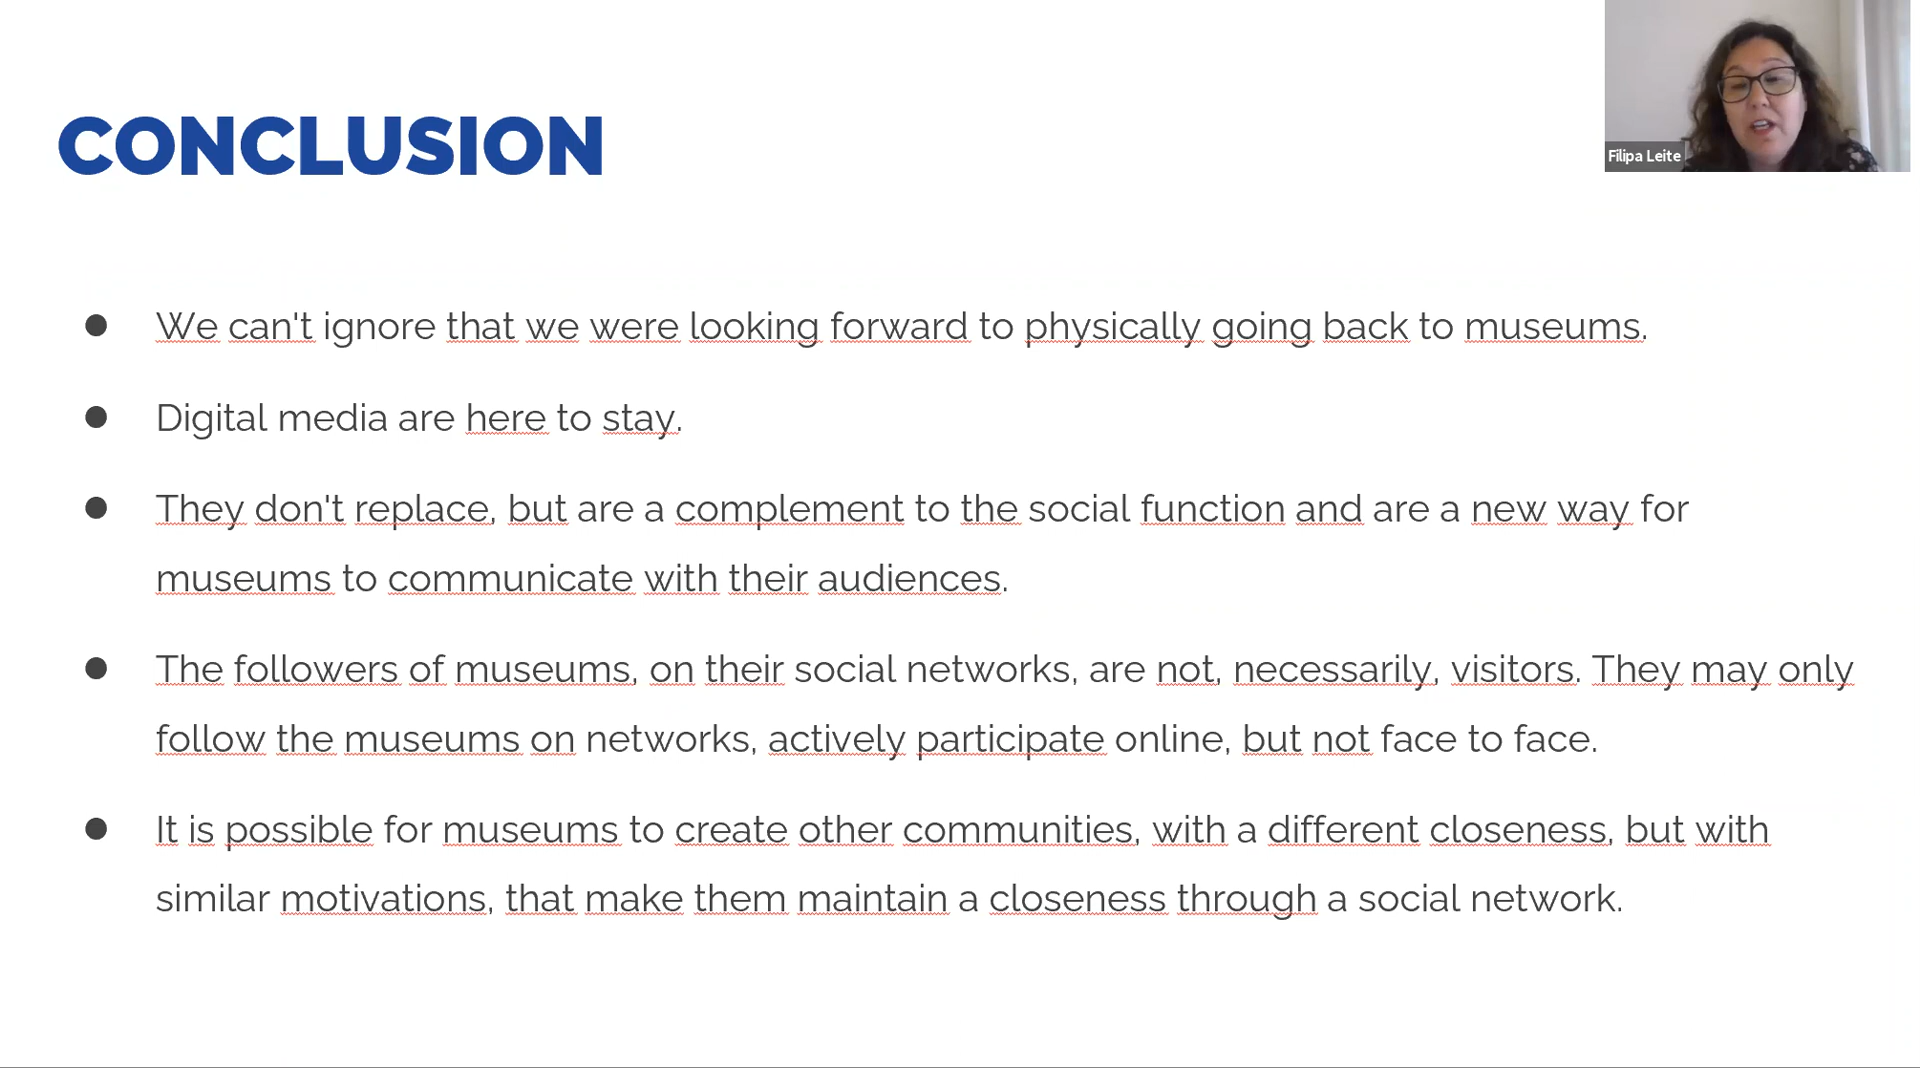 CONCLUSION
Filipa Leite
● We can't ignore that we were looking forward to physically going back to museums.
● Digital media are here to stay.
● They don't replace, but are a complement to the social function and are a new way for
museums to communicate with their audiences.
● The followers of museums, on their social networks, are not, necessarily, visitors. They may only
follow the museums on networks, actively participate online, but not face to face.
● It is possible for museums to create other communities, with a different closeness, but with
similar motivations, that make them maintain a closeness through a social network.